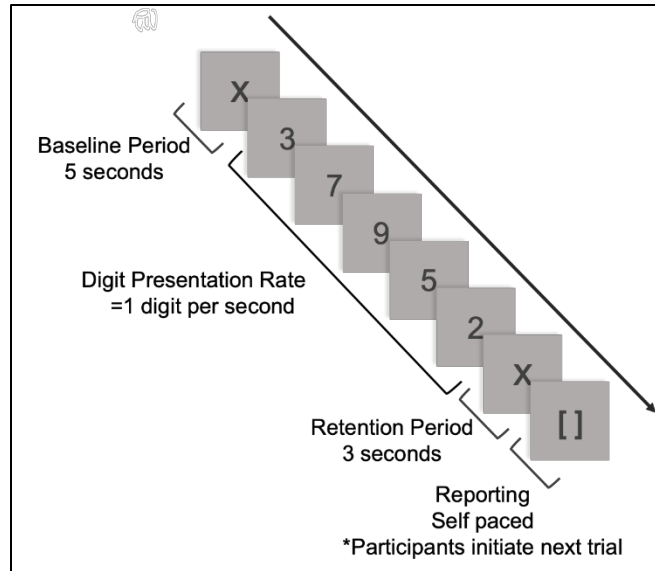 X
3
7
9
5
2
X
[ ]
Baseline Period
5 seconds
Digit Presentation Rate
=1 digit per second
Retention Period
3 seconds
Reporting
Self paced
*Participants initiate next trial